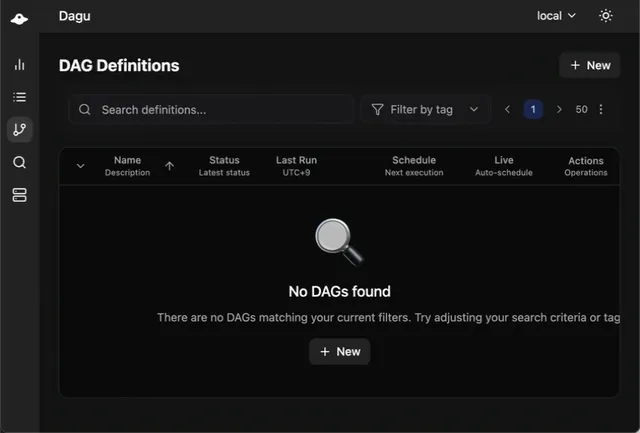 Dagu
local
DAG Definitions
+ New
Search definitions...
Filter by tag
1
50
Name
Description
Status
Latest status
Last Run
UTC+9
Schedule
Next execution
Live
Auto-schedule
Actions
Operations
No DAGs found
There are no DAGs matching your current filters. Try adjusting your search criteria or tag
+ New